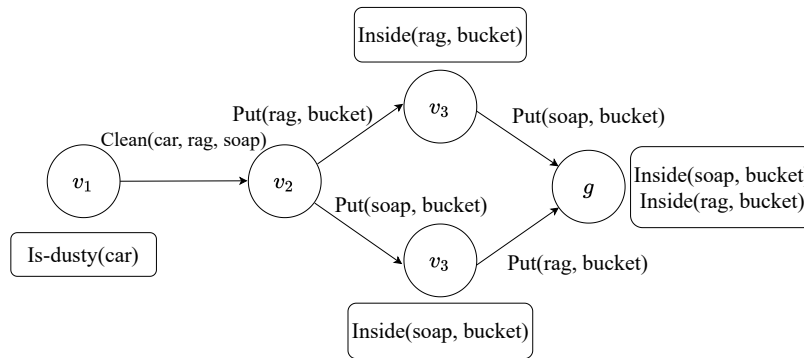 Inside(rag, bucket)
v3
Put(rag, bucket)
Put(soap, bucket)
Clean(car, rag, soap)
v1
v2
g
Inside(soap, bucket
Inside(rag, bucket)
Put(soap, bucket)
Is-dusty(car)
v3
Put(rag, bucket)
Inside(soap, bucket)